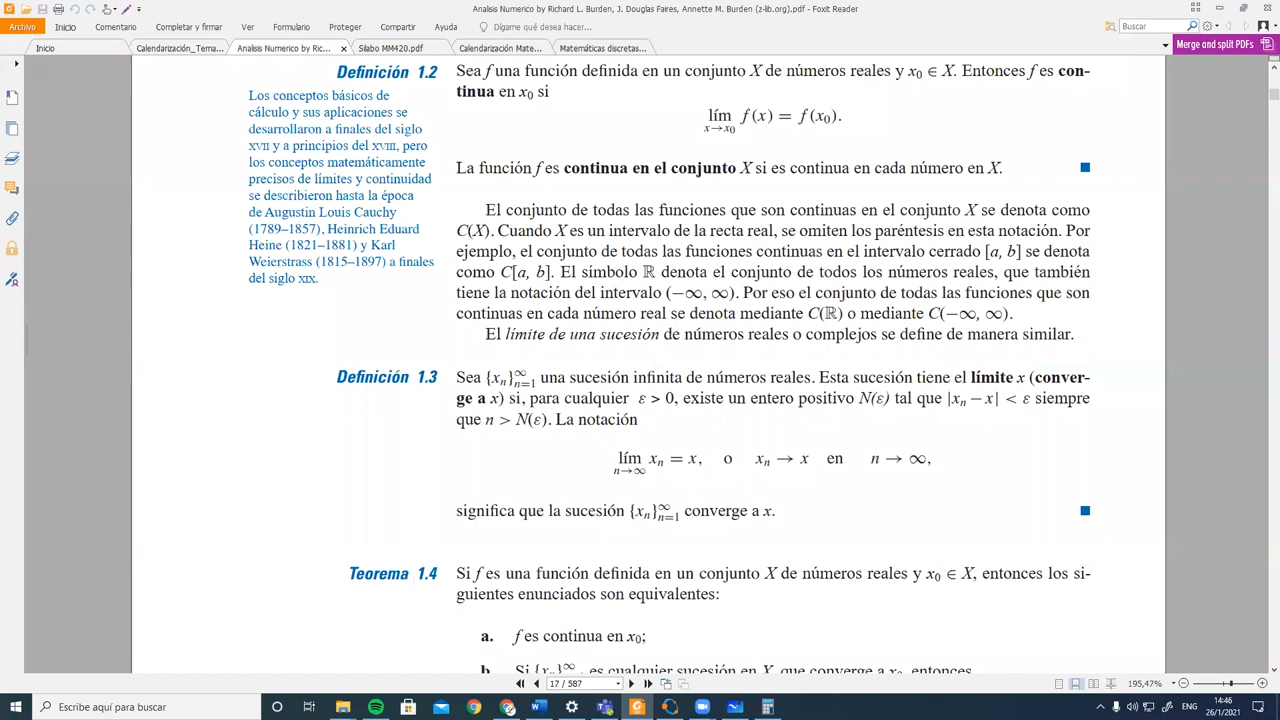 Analisis Numerico by Richard L. Burden, J. Douglas Faires, Annette M. Burden (z-lib.org).pdf - Foxit Reader
Archivo Inicio Comentario Completar y firmar Ver Formulario Proteger Compartir Ayuda Dígame qué desea hacer... Buscar
Inicio Calendarización_Tema... Analisis Numerico by Ric... × Sílabo MM420.pdf Calendarización Mate... Matemáticas discretas... Merge and split PDFs
Definición 1.2 Sea f una función definida en un conjunto X de números reales y x₀ ∈ X. Entonces f es con-
tinua en x₀ si
Los conceptos básicos de
cálculo y sus aplicaciones se
desarrollaron a finales del siglo
XVII y a principios del XVIII, pero
los conceptos matemáticamente
precisos de límites y continuidad
se describieron hasta la época
de Augustin Louis Cauchy
(1789–1857), Heinrich Eduard
Heine (1821–1881) y Karl
Weierstrass (1815–1897) a finales
del siglo XIX.
lím x→x₀ f(x) = f(x₀).
La función f es continua en el conjunto X si es continua en cada número en X.
El conjunto de todas las funciones que son continuas en el conjunto X se denota como
C(X). Cuando X es un intervalo de la recta real, se omiten los paréntesis en esta notación. Por
ejemplo, el conjunto de todas las funciones continuas en el intervalo cerrado [a, b] se denota
como C[a, b]. El símbolo ℝ denota el conjunto de todos los números reales, que también
tiene la notación del intervalo (−∞, ∞). Por eso el conjunto de todas las funciones que son
continuas en cada número real se denota mediante C(ℝ) o mediante C(−∞, ∞).
El límite de una sucesión de números reales o complejos se define de manera similar.
Definición 1.3 Sea {xₙ}∞ₙ₌₁ una sucesión infinita de números reales. Esta sucesión tiene el límite x (conver-
ge a x) si, para cualquier ε > 0, existe un entero positivo N(ε) tal que |xₙ − x| < ε siempre
que n > N(ε). La notación
lím n→∞ xₙ = x, o xₙ → x en n → ∞,
significa que la sucesión {xₙ}∞ₙ₌₁ converge a x.
Teorema 1.4 Si f es una función definida en un conjunto X de números reales y x₀ ∈ X, entonces los si-
guientes enunciados son equivalentes:
a. f es continua en x₀;
b. Si {xₙ}∞ es cualquier sucesión en X, que converge a x₀, entonces
17 / 587 195,47%
Escribe aquí para buscar
14:46
26/1/2021